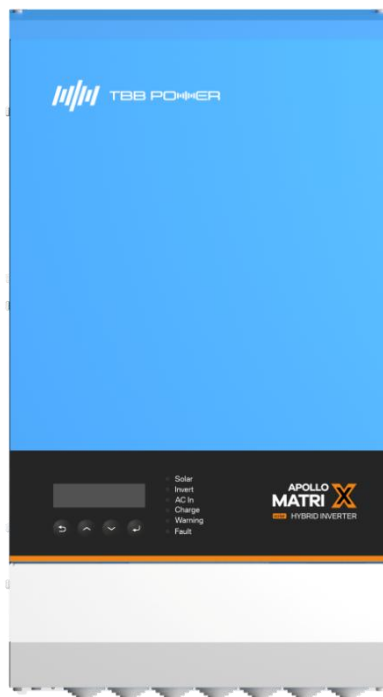 TBB POWER
Solar
Invert
AC In
Charge
Warning
Fault
APOLLO
MATRI X
HYBRID INVERTER